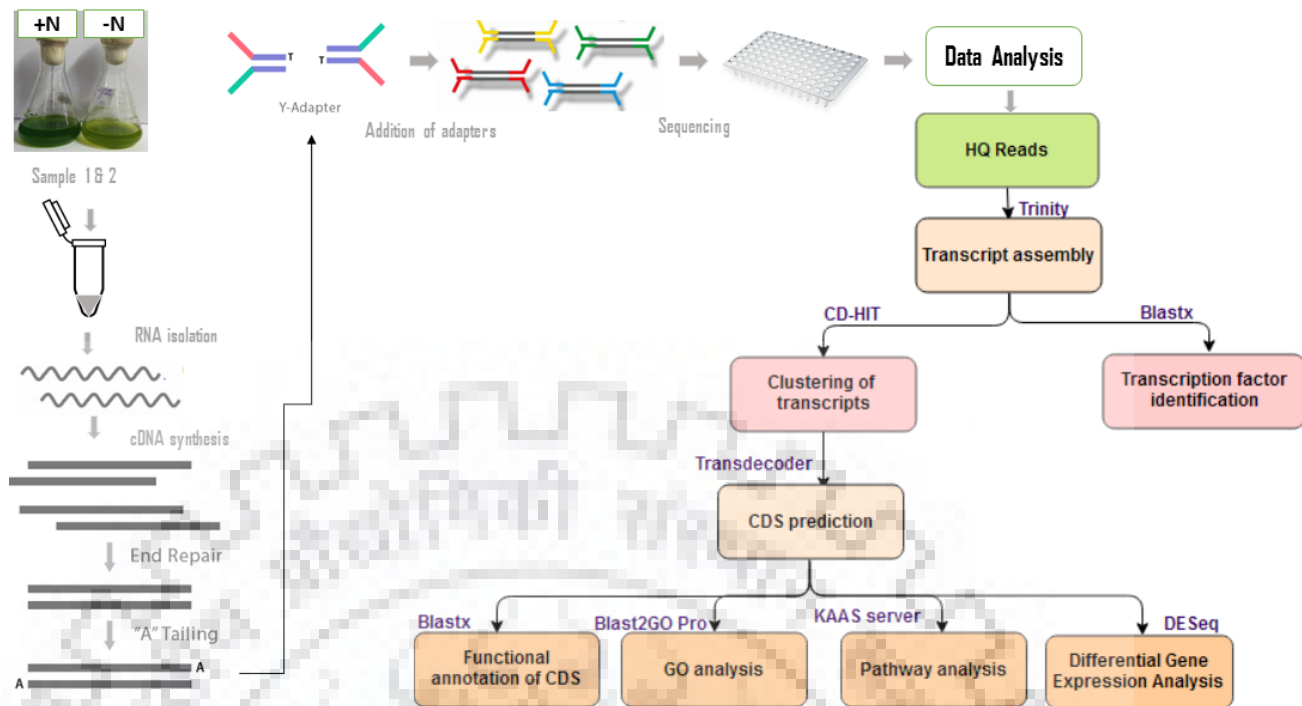 +N
-N
Sample 1 & 2
RNA isolation
cDNA synthesis
End Repair
"A" Tailing
A
A
T
T
Y-Adapter
Addition of adapters
Sequencing
Data Analysis
HQ Reads
Trinity
Transcript assembly
CD-HIT
Blastx
Clustering of
transcripts
Transcription factor
identification
Transdecoder
CDS prediction
Blastx
Blast2GO Pro
KAAS server
DESeq
Functional
annotation of CDS
GO analysis
Pathway analysis
Differential Gene
Expression Analysis